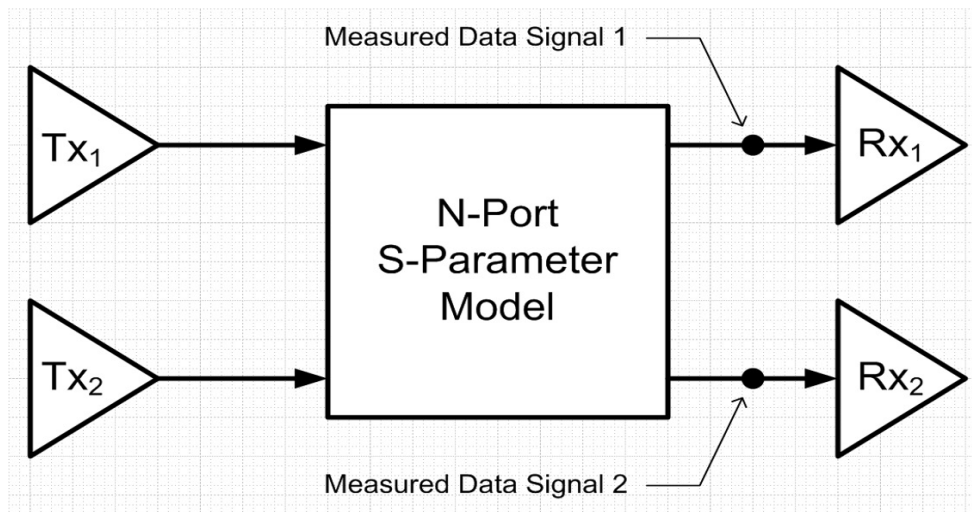 Measured Data Signal 1
Tx1
Rx1
N-Port
S-Parameter
Model
Tx2
Rx2
Measured Data Signal 2